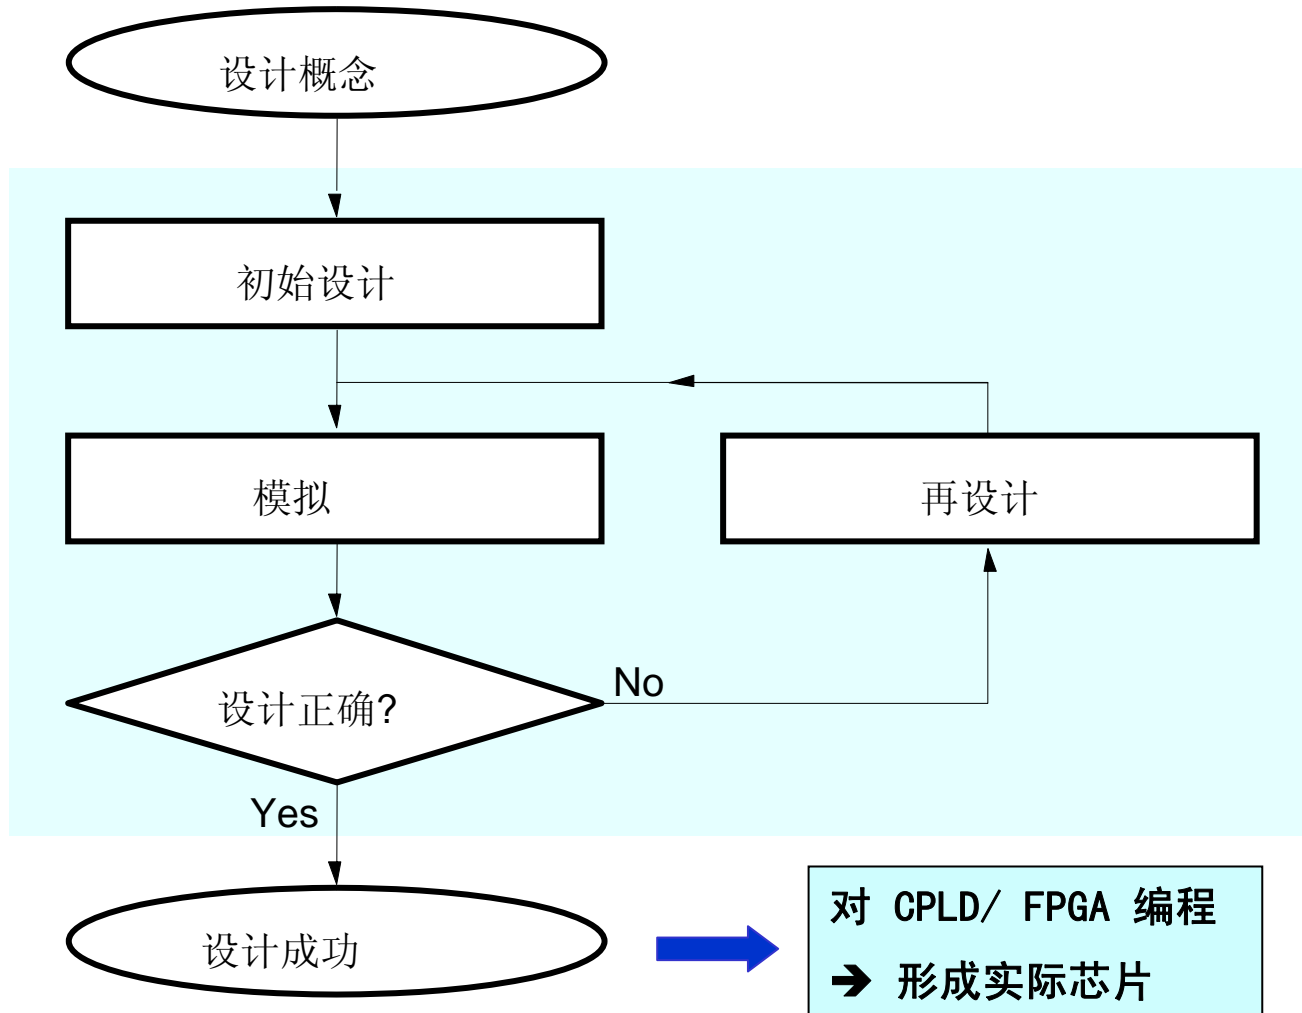 设计概念
初始设计
模拟
再设计
设计正确?
No
Yes
设计成功
对 CPLD/ FPGA 编程
➔ 形成实际芯片